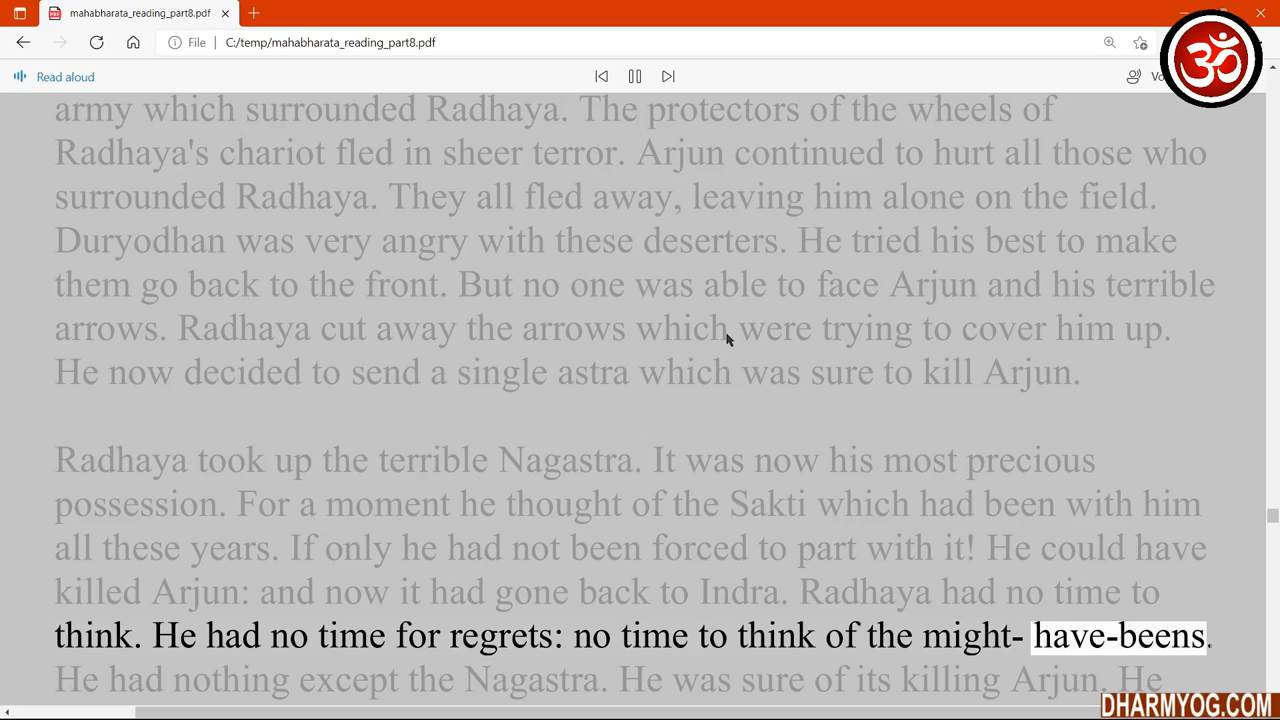 mahabharata_reading_part8.pdf
File C:/temp/mahabharata_reading_part8.pdf
Read aloud
ॐ
army which surrounded Radhaya. The protectors of the wheels of
Radhaya's chariot fled in sheer terror. Arjun continued to hurt all those who
surrounded Radhaya. They all fled away, leaving him alone on the field.
Duryodhan was very angry with these deserters. He tried his best to make
them go back to the front. But no one was able to face Arjun and his terrible
arrows. Radhaya cut away the arrows which were trying to cover him up.
He now decided to send a single astra which was sure to kill Arjun.
Radhaya took up the terrible Nagastra. It was now his most precious
possession. For a moment he thought of the Sakti which had been with him
all these years. If only he had not been forced to part with it! He could have
killed Arjun: and now it had gone back to Indra. Radhaya had no time to
think. He had no time for regrets: no time to think of the might- have-beens.
He had nothing except the Nagastra. He was sure of its killing Arjun. He
DHARMYOG.COM